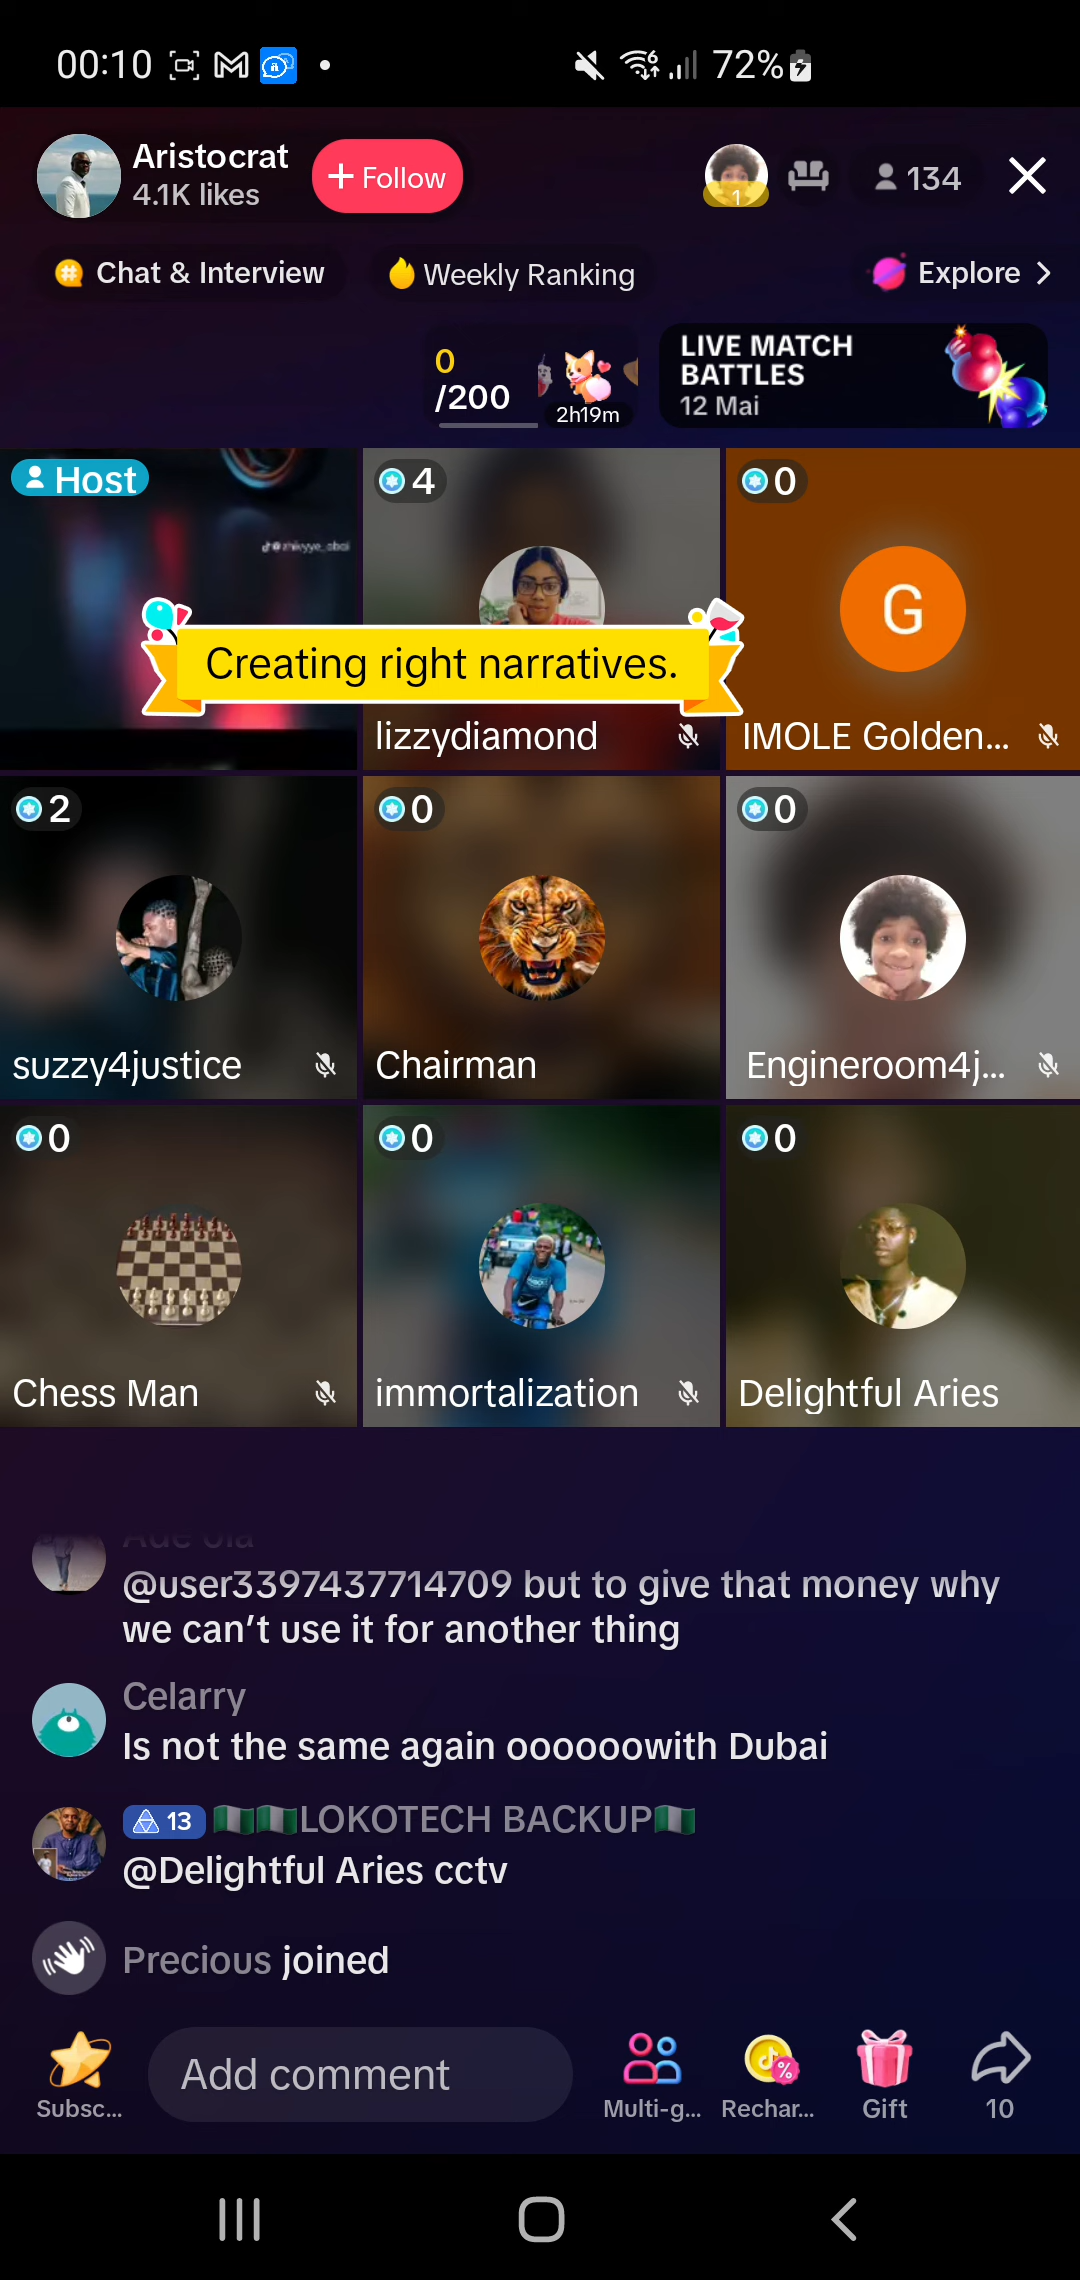 00:10
72%
Aristocrat
4.1K likes
+ Follow
1
134
Chat & Interview
Weekly Ranking
Explore
0
/200
2h19m
LIVE MATCH
BATTLES
12 Mai
Host
4
0
G
Creating right narratives.
lizzydiamond
IMOLE Golden...
2
0
0
suzzy4justice
Chairman
Engineroom4j...
0
0
0
Chess Man
immortalization
Delightful Aries
Ade ola
@user3397437714709 but to give that money why
we can't use it for another thing
Celarry
Is not the same again oooooowith Dubai
13 🇳🇬🇳🇬LOKOTECH BACKUP🇳🇬
@Delightful Aries cctv
Precious joined
Add comment
Subsc...
Multi-g...
Rechar...
Gift
10